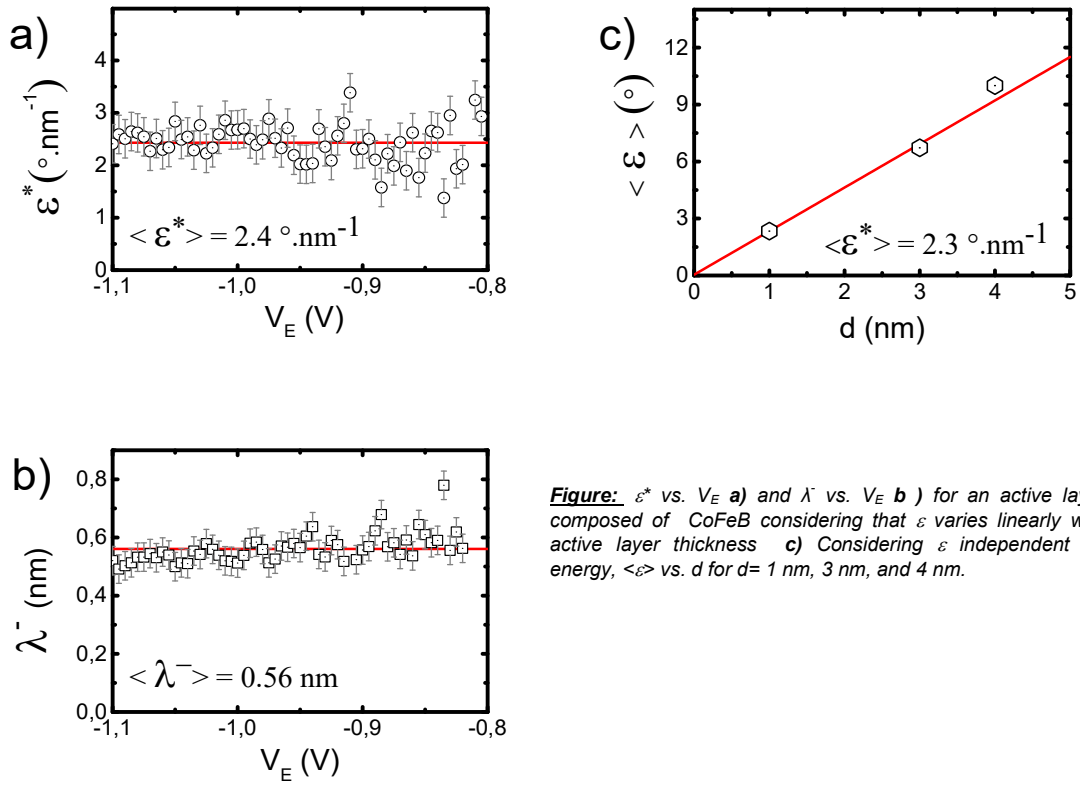 a)
ε* (°.nm-1)
4
3
2
1
0
< ε* > = 2.4 °.nm-1
-1,1
-1,0
-0,9
-0,8
VE (V)
c)
< ε > (°)
12
9
6
3
0
<ε*> = 2.3 °.nm-1
0
1
2
3
4
5
d (nm)
b)
λ- (nm)
0,8
0,6
0,4
0,2
0,0
< λ− > = 0.56 nm
-1,1
-1,0
-0,9
-0,8
VE (V)
Figure: ε* vs. VE a) and λ- vs. VE b ) for an active lay
composed of CoFeB considering that ε varies linearly w
active layer thickness c) Considering ε independent
energy, <ε> vs. d for d= 1 nm, 3 nm, and 4 nm.